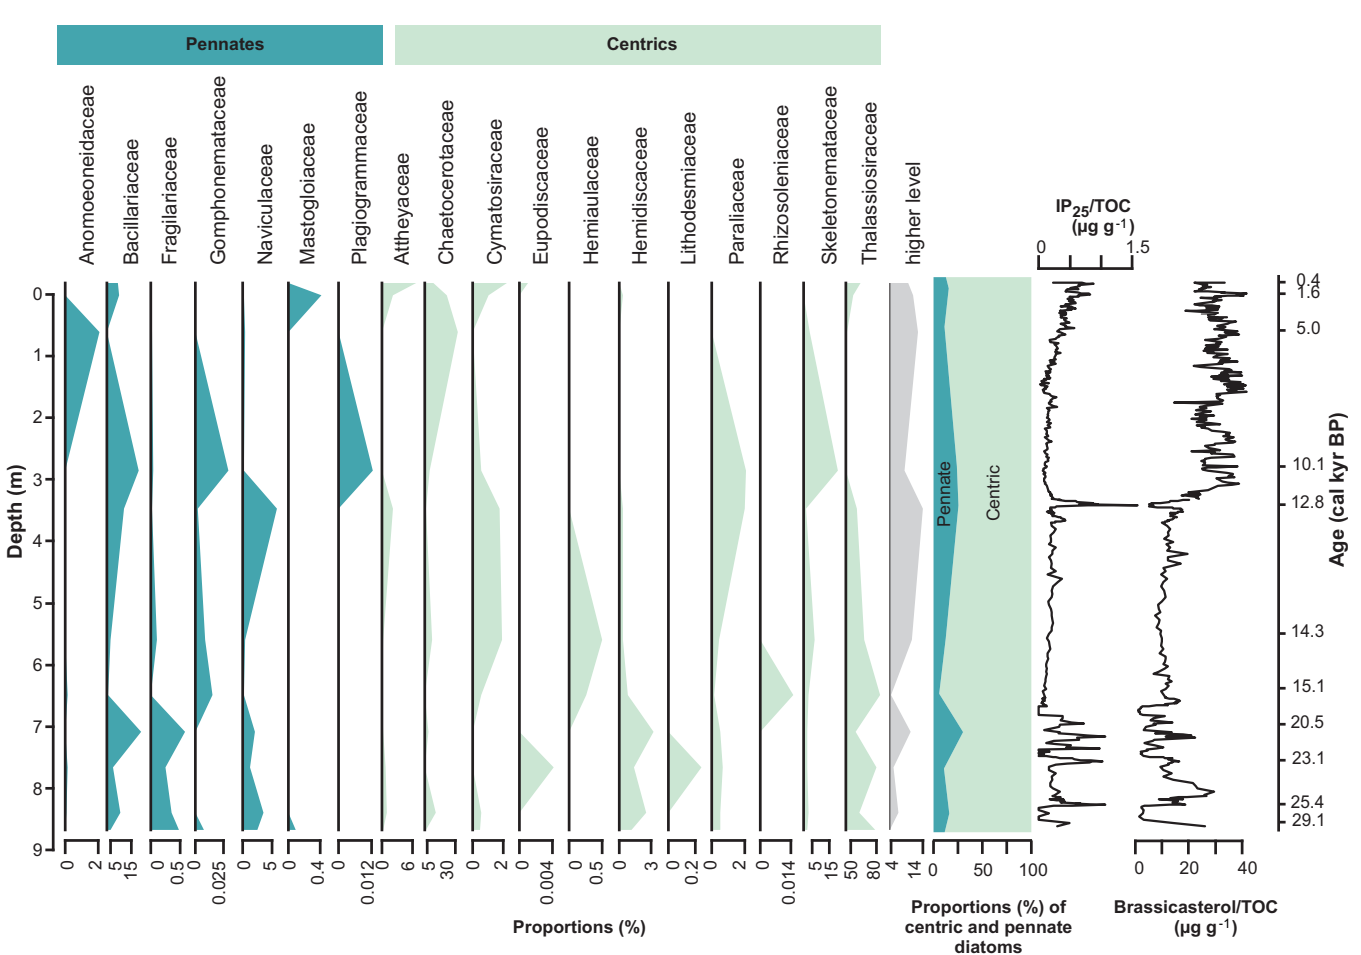 Pennates
Centrics
Anomoeoneidaceae
Bacillariaceae
Fragilariaceae
Gomphonemataceae
Naviculaceae
Mastogloiaceae
Plagiogrammaceae
Attheyaceae
Chaetocerotaceae
Cymatosiraceae
Eupodiscaceae
Hemiaulaceae
Hemidiscaceae
Lithodesmiaceae
Paraliaceae
Rhizosoleniaceae
Skeletonemataceae
Thalassiosiraceae
higher level
IP25/TOC
(µg g-1)
0 1.5
Depth (m)
0
1
2
3
4
5
6
7
8
9
Pennate
Centric
0.4
1.6
5.0
10.1
12.8
14.3
15.1
20.5
23.1
25.4
29.1
Age (cal kyr BP)
0 2
5 15
0 0.5
0 0.025
0 5
0 0.4
0 0.012
0 6
5 30
0 2
0 0.004
0 0.5
0 3
0 0.2
0 2
0 0.014
5 15
50 80
4 14
0 50 100
0 20 40
Proportions (%)
Proportions (%) of
centric and pennate
diatoms
Brassicasterol/TOC
(µg g-1)